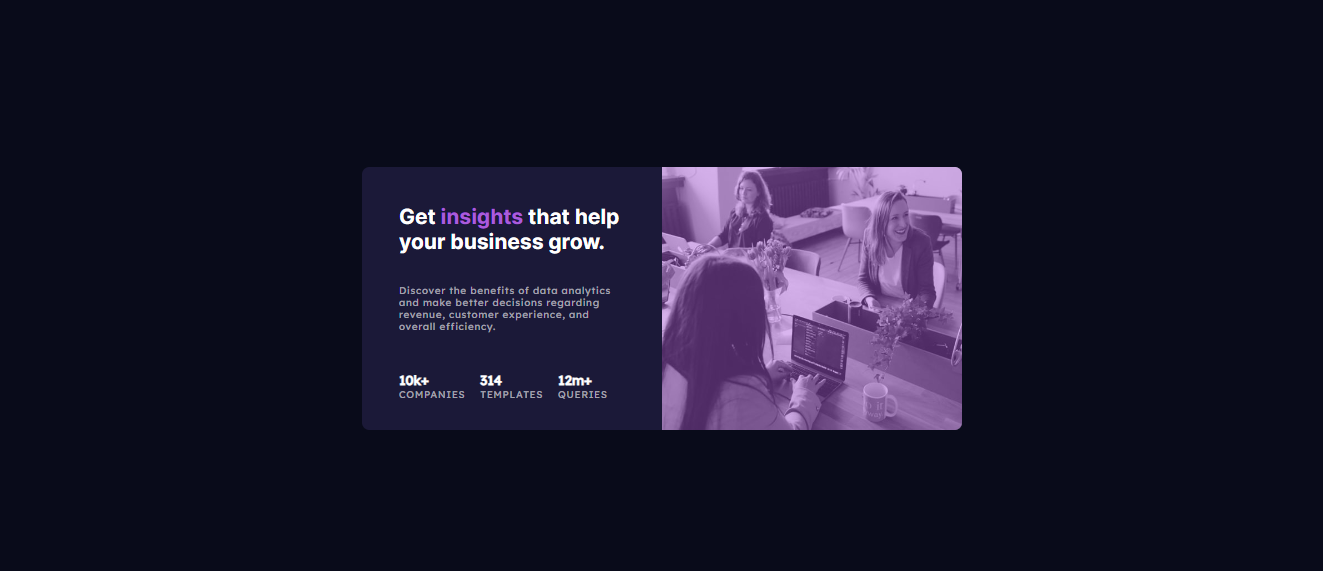 Get insights that help
your business grow.
Discover the benefits of data analytics
and make better decisions regarding
revenue, customer experience, and
overall efficiency.
10k+ 314 12m+
COMPANIES TEMPLATES QUERIES